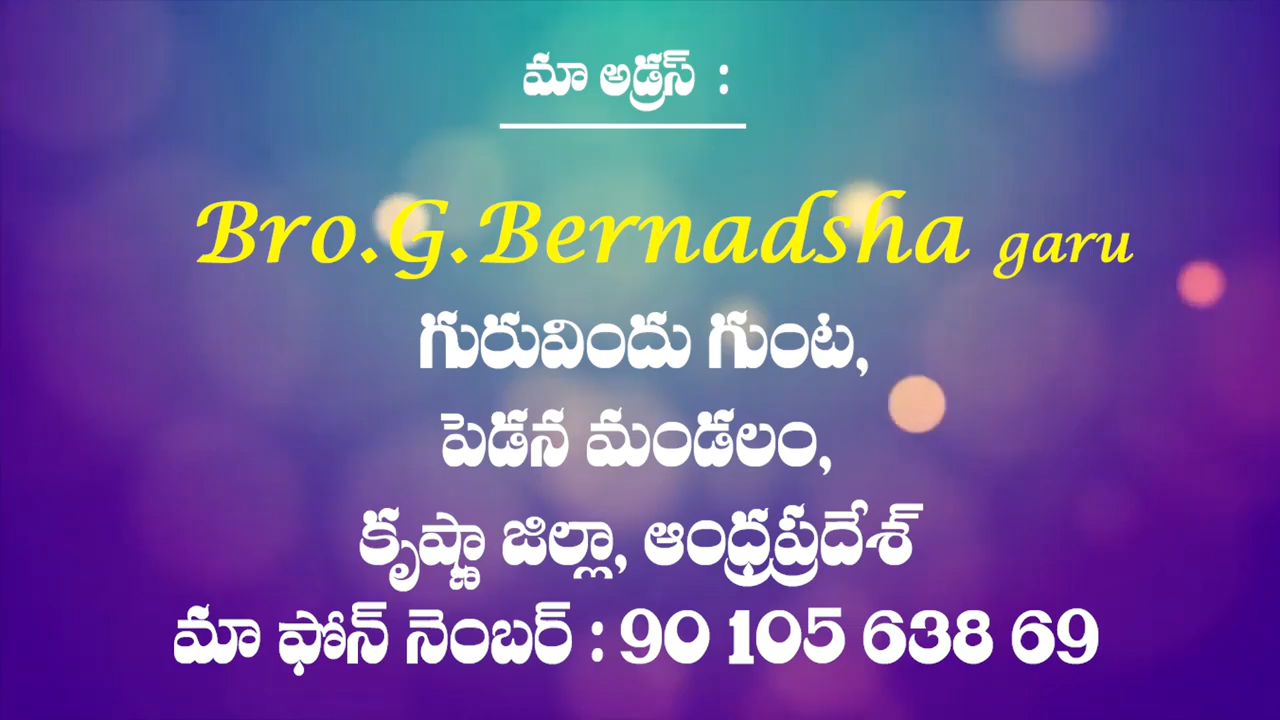 మా అడ్రస్ :
Bro.G.Bernadsha garu
గురువిందు గుంట,
పెడన మండలం,
కృష్ణా జిల్లా, ఆంధ్రప్రదేశ్
మా ఫోన్ నెంబర్ : 90 105 638 69